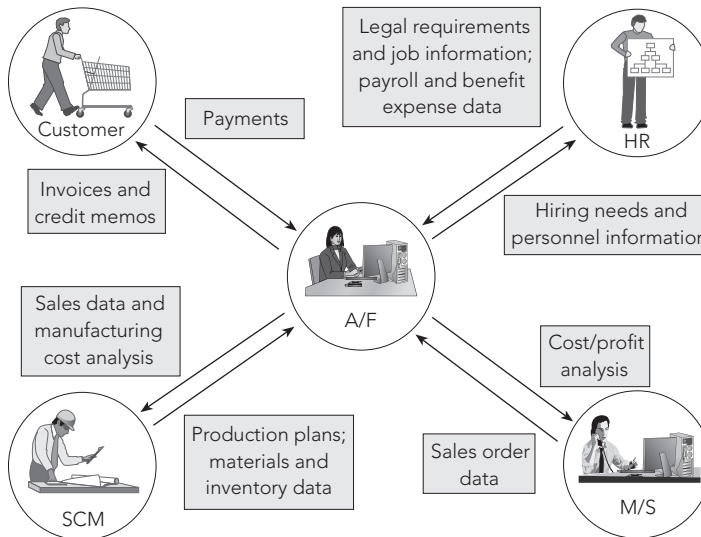 Legal requirements
and job information;
payroll and benefit
expense data
Customer
Payments
HR
Invoices and
credit memos
Hiring needs and
personnel information
A/F
Sales data and
manufacturing
cost analysis
Cost/profit
analysis
Production plans;
materials and
inventory data
Sales order
data
SCM
M/S